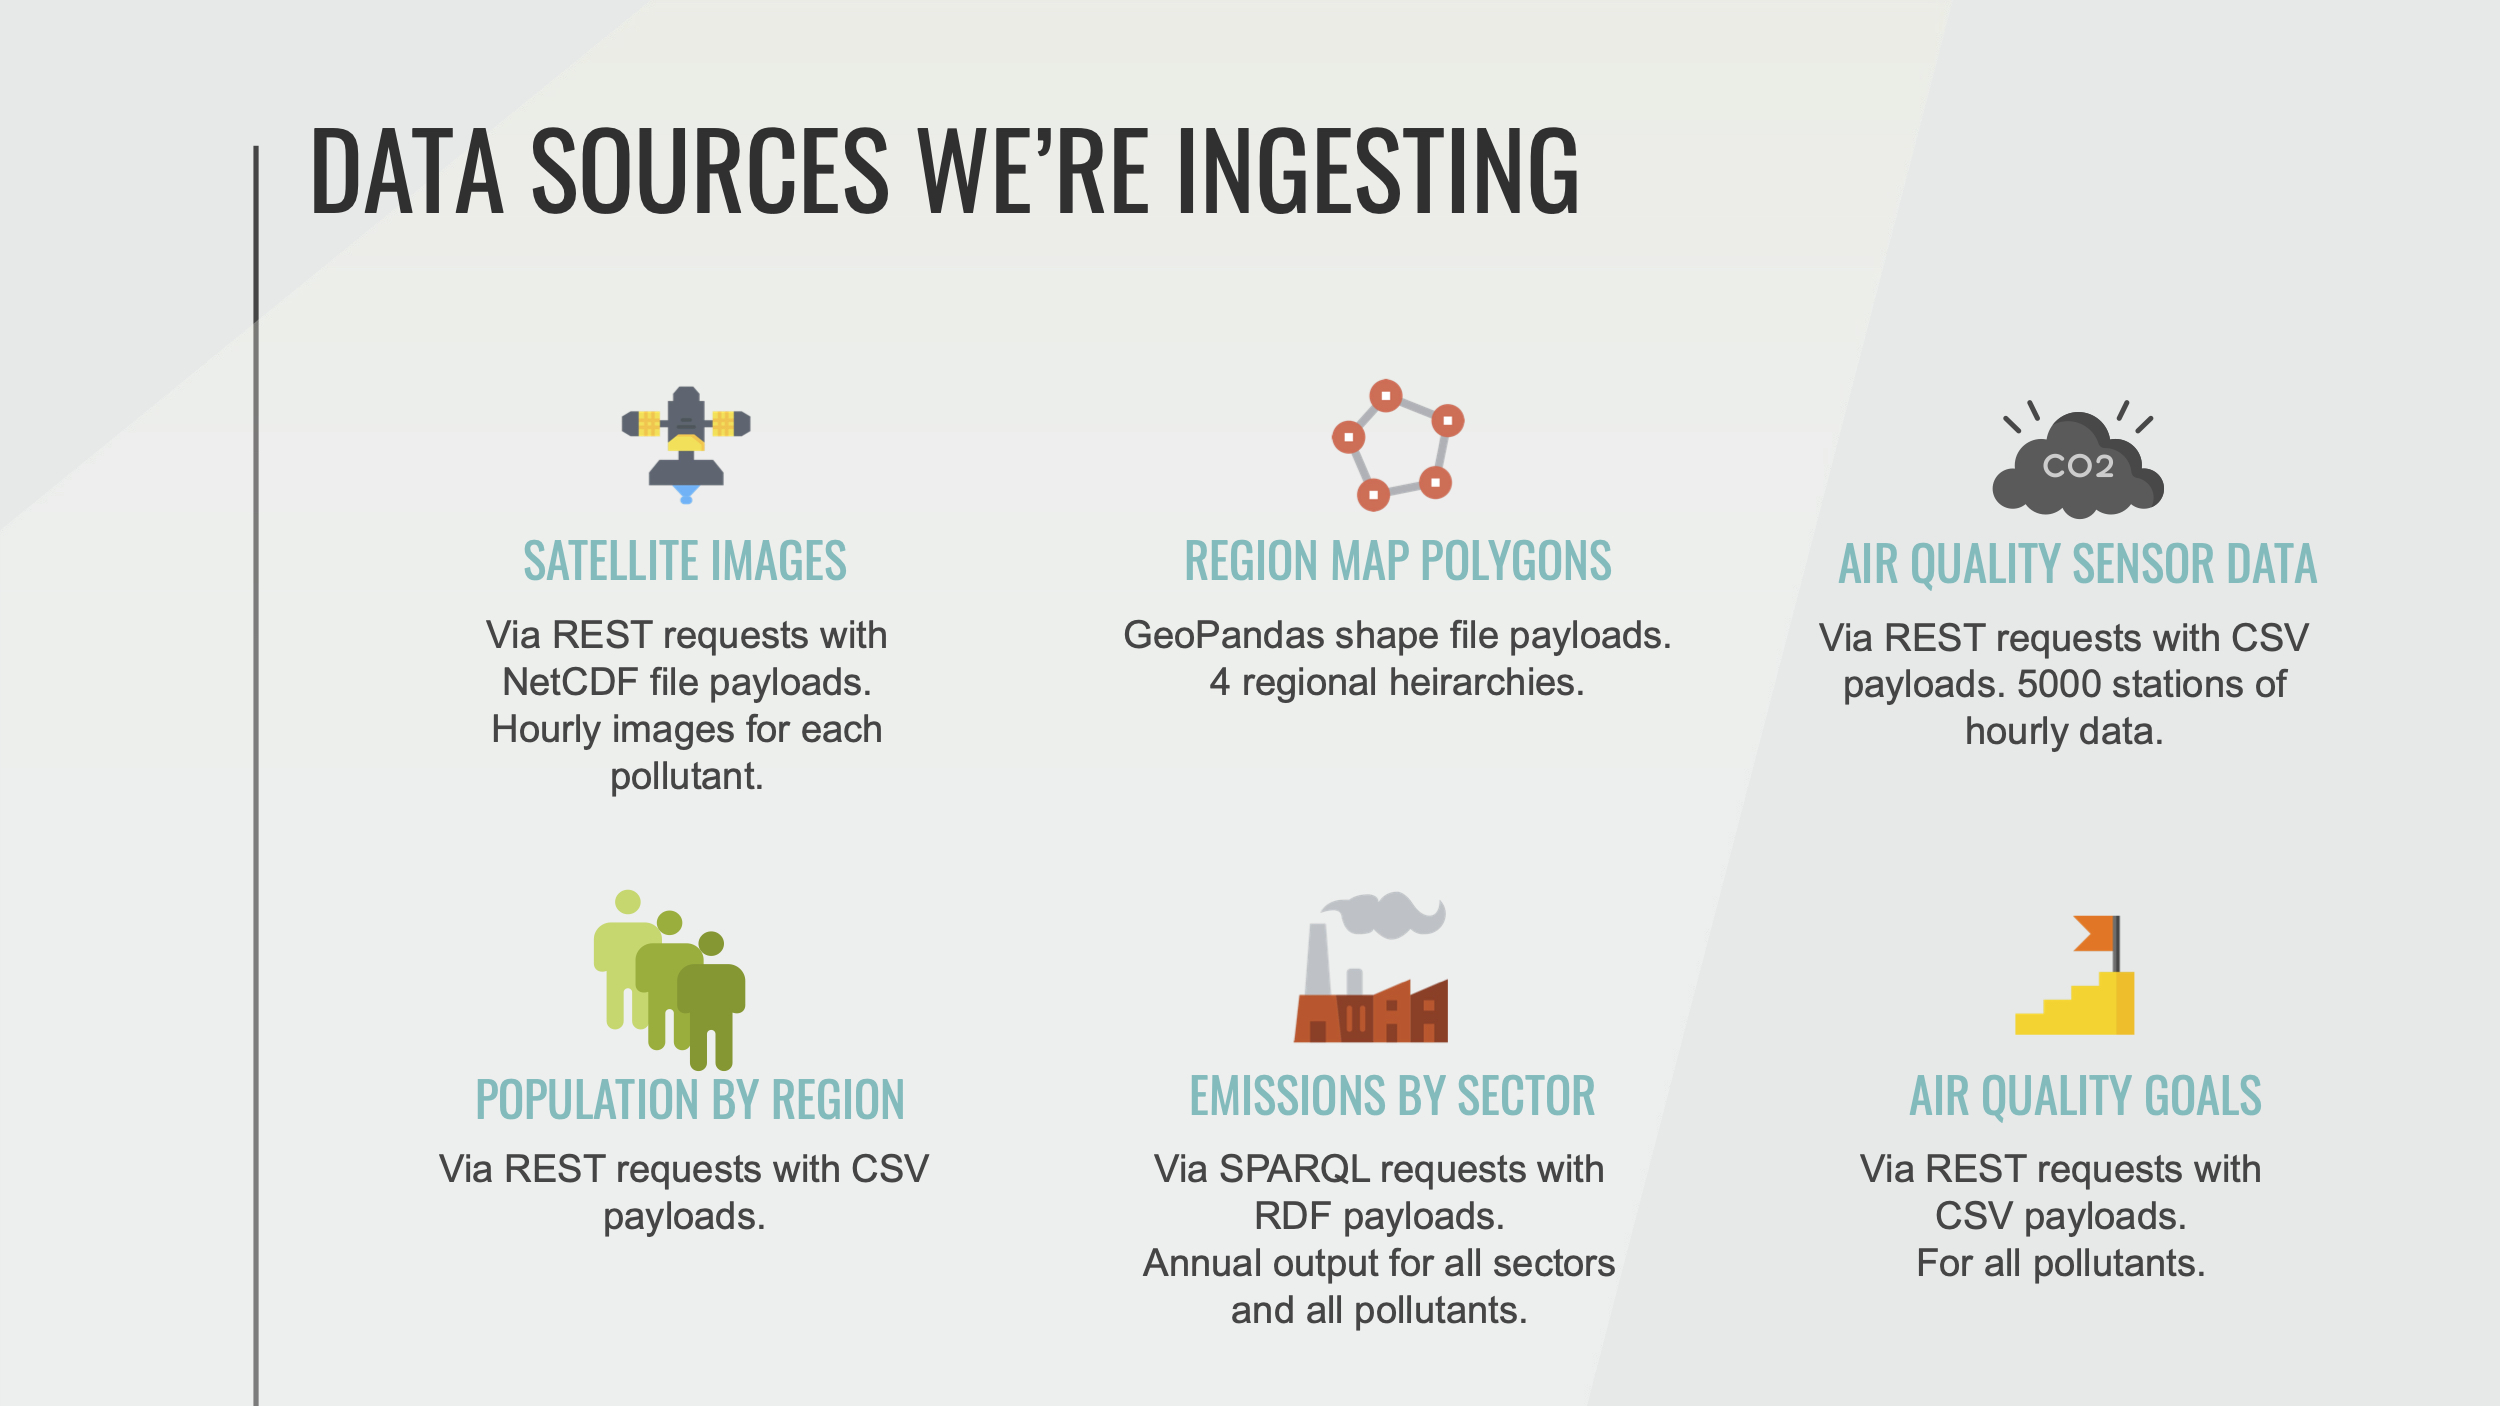 DATA SOURCES WE’RE INGESTING
CO2
SATELLITE IMAGES
Via REST requests with
NetCDF file payloads.
Hourly images for each
pollutant.
REGION MAP POLYGONS
GeoPandas shape file payloads.
4 regional heirarchies.
AIR QUALITY SENSOR DATA
Via REST requests with CSV
payloads. 5000 stations of
hourly data.
POPULATION BY REGION
Via REST requests with CSV
payloads.
EMISSIONS BY SECTOR
Via SPARQL requests with
RDF payloads.
Annual output for all sectors
and all pollutants.
AIR QUALITY GOALS
Via REST requests with
CSV payloads.
For all pollutants.